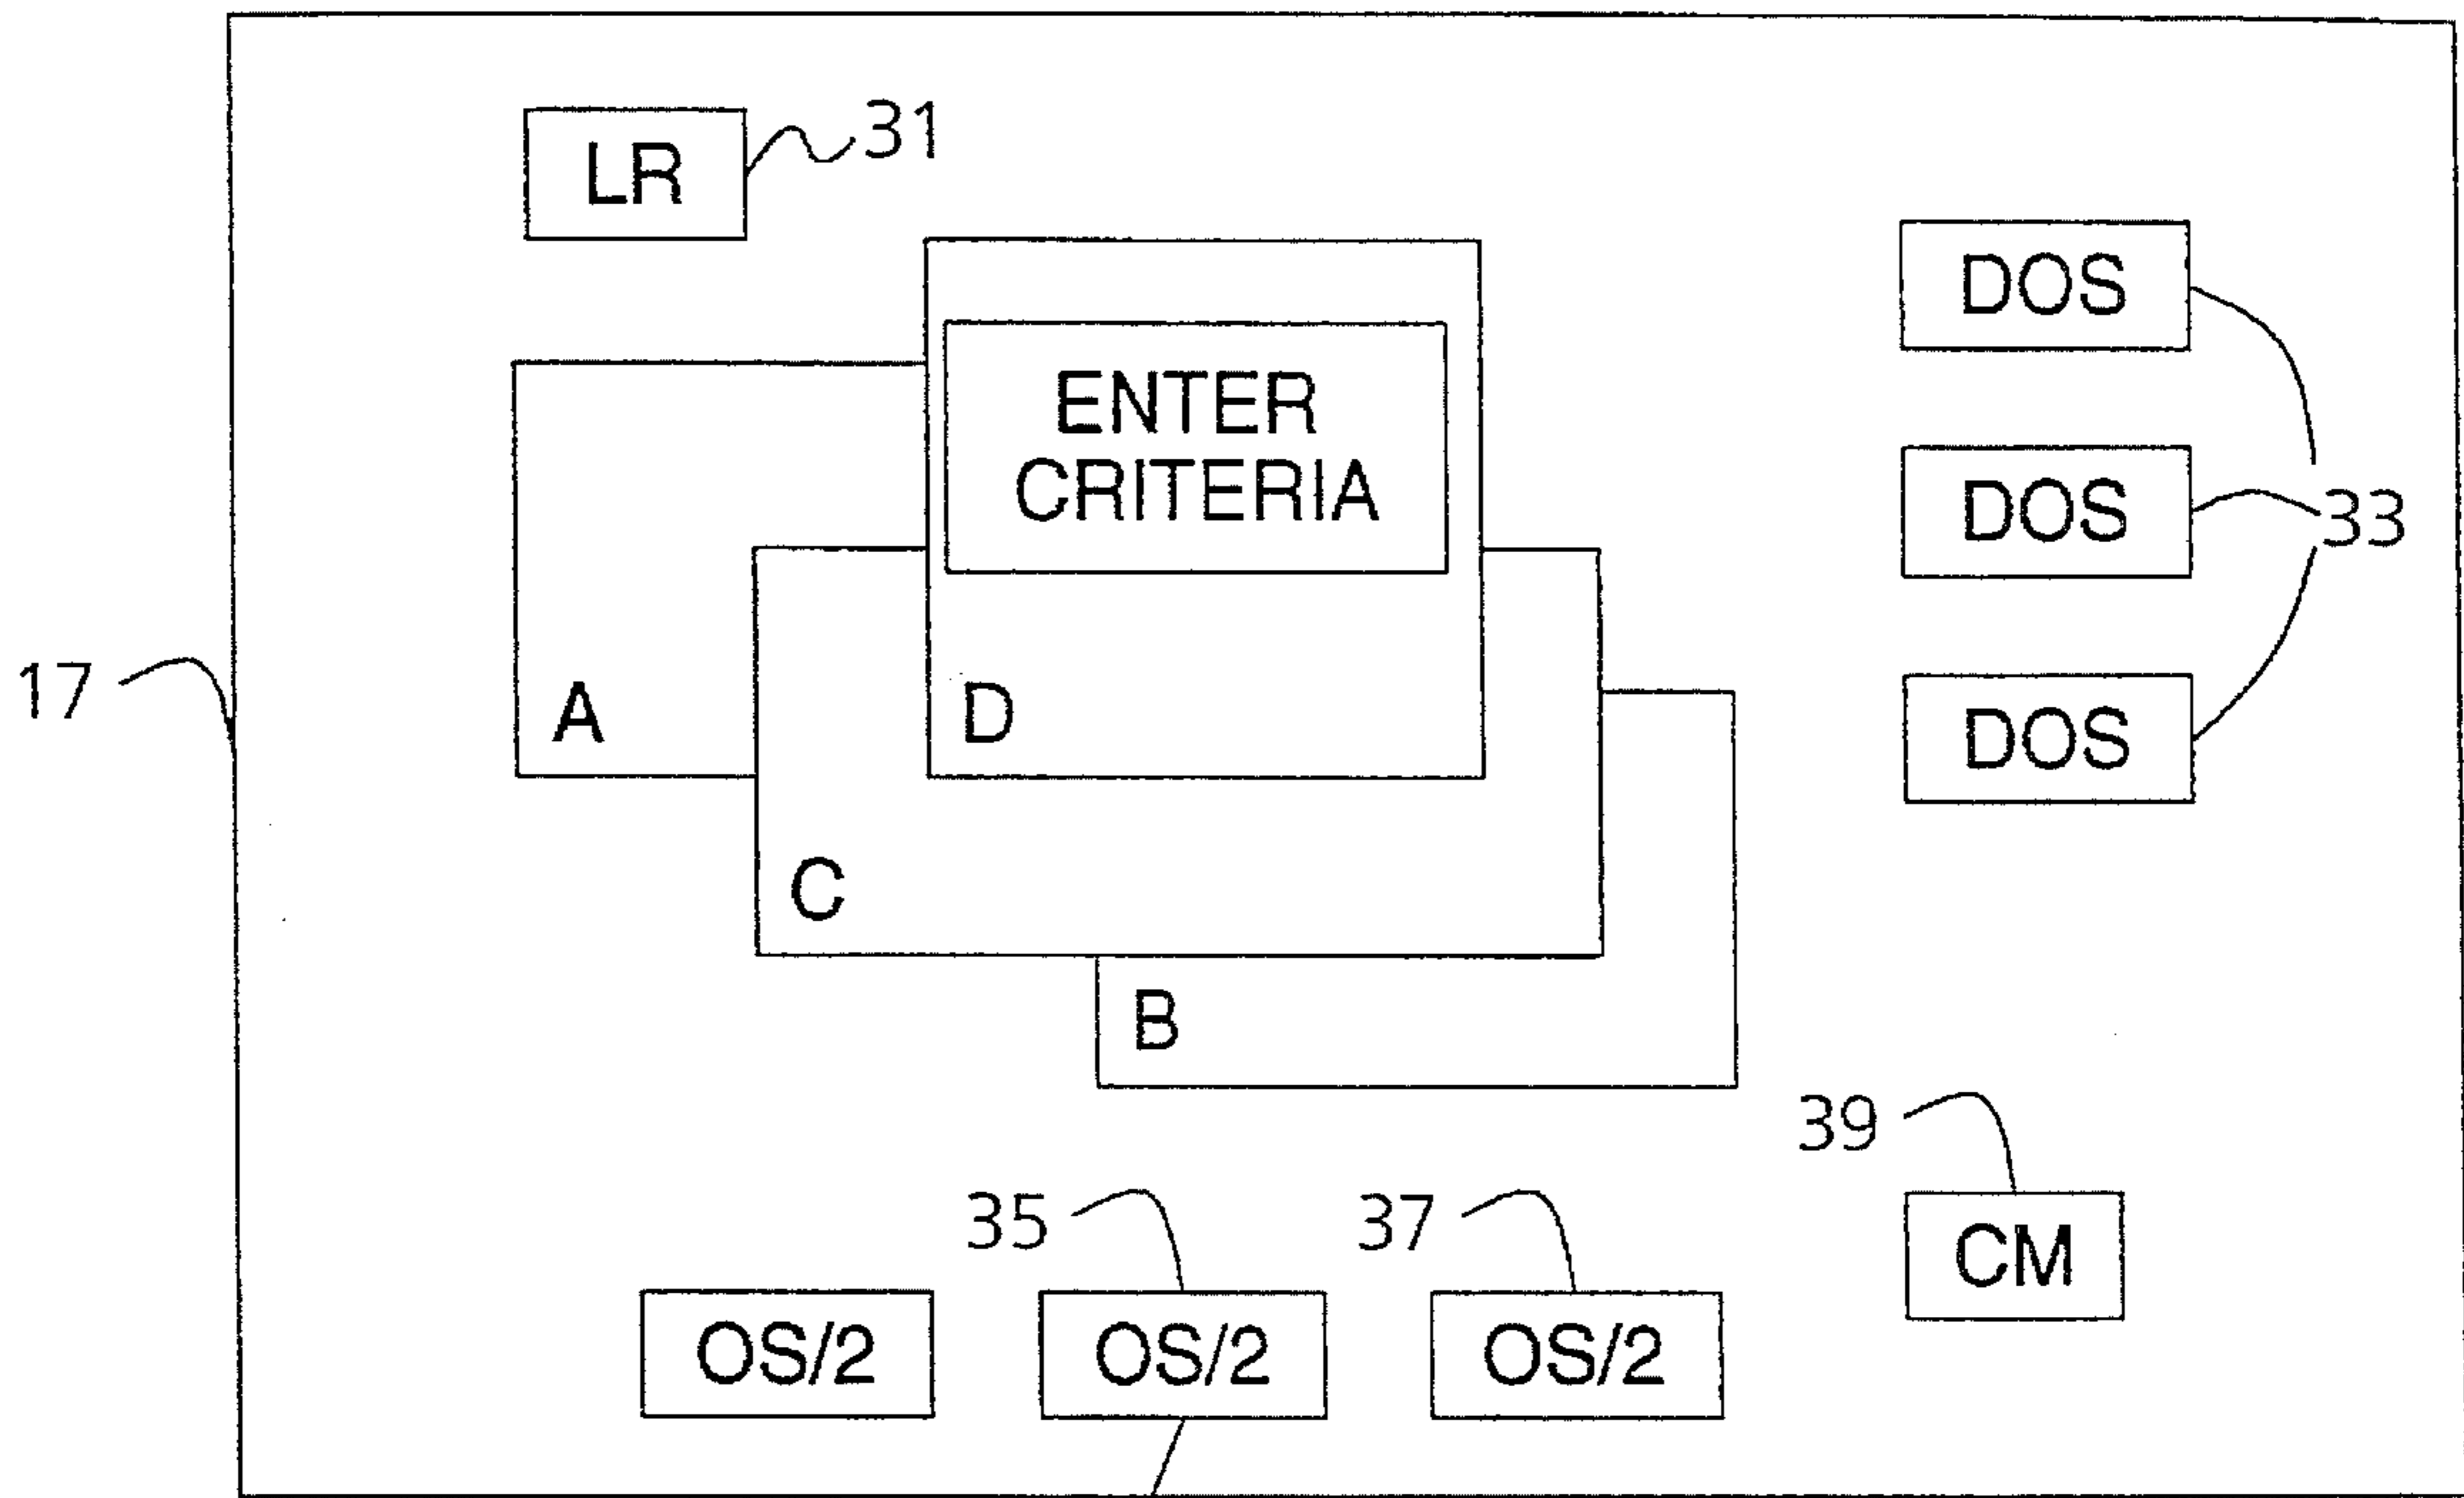 LR
31
DOS
ENTER
CRITERIA
DOS
33
17
A
D
DOS
C
B
39
35
37
CM
OS/2
OS/2
OS/2